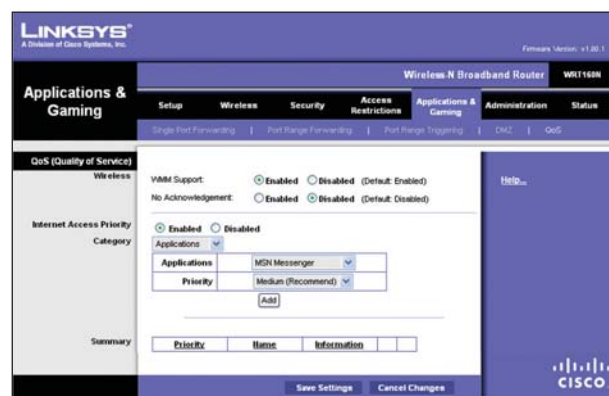 LINKSYS®
A Division of Cisco Systems, Inc.
Firmware Version: v1.00.1
Wireless-N Broadband Router WRT160N
Applications & Gaming
Setup Wireless Security Access Restrictions Applications & Gaming Administration Status
Single Port Forwarding | Port Range Forwarding | Port Range Triggering | DMZ | QoS
QoS (Quality of Service)
Wireless
WMM Support: Enabled Disabled (Default: Enabled)
Help...
No Acknowledgement: Enabled Disabled (Default: Disabled)
Internet Access Priority
Enabled Disabled
Category
Applications
Applications MSN Messenger
Priority Medium (Recommend)
Add
Summary
Priority Name Information
Save Settings Cancel Changes
CISCO